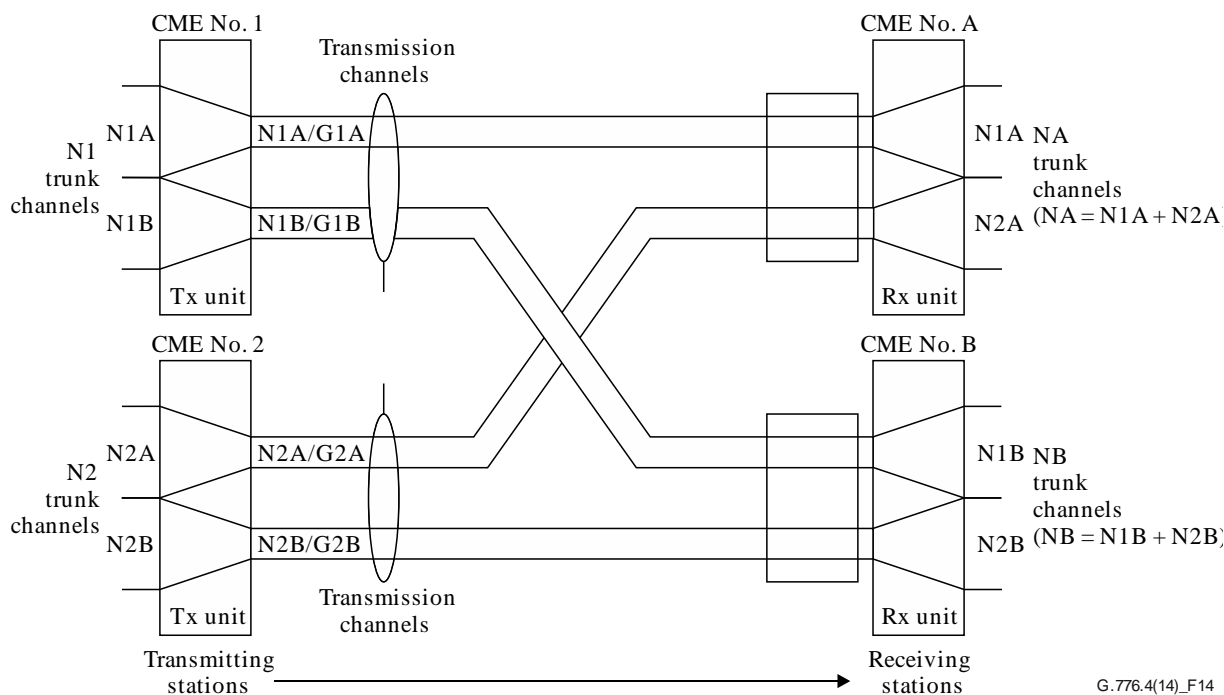 CME No. 1
CME No. A
Transmission
channels
N1A
N1A/G1A
N1
trunk
channels
N1B
N1B/G1B
Tx unit
N1A
NA
trunk
channels
(NA = N1A + N2A)
N2A
Rx unit
CME No. 2
CME No. B
N2A
N2A/G2A
N2
trunk
channels
N2B
N2B/G2B
Tx unit
Transmission
channels
N1B
NB
trunk
channels
(NB = N1B + N2B)
N2B
Rx unit
Transmitting
stations
Receiving
stations
G.776.4(14)_F14